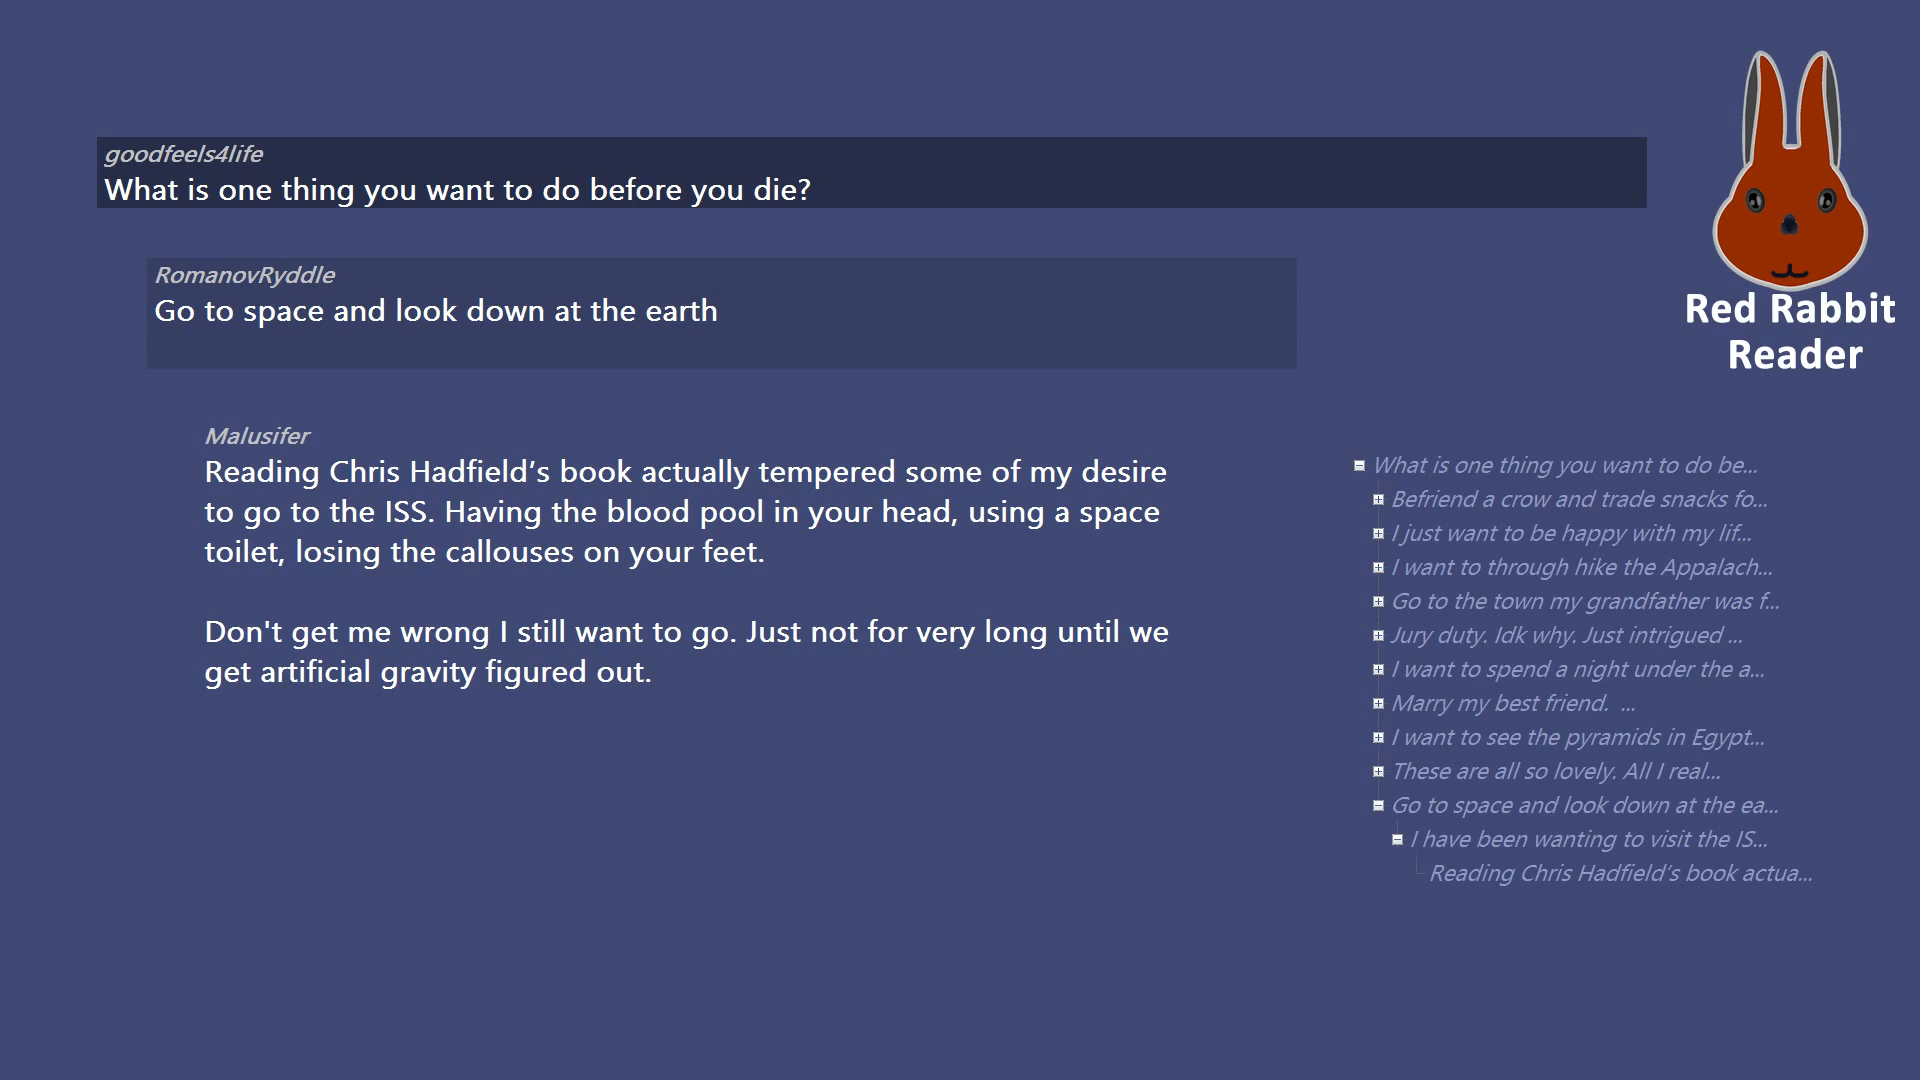 goodfeels4life
What is one thing you want to do before you die?
RomanovRyddle
Go to space and look down at the earth
Red Rabbit
Reader
Malusifer
Reading Chris Hadfield’s book actually tempered some of my desire
to go to the ISS. Having the blood pool in your head, using a space
toilet, losing the callouses on your feet.
Don't get me wrong I still want to go. Just not for very long until we
get artificial gravity figured out.
What is one thing you want to do be...
Befriend a crow and trade snacks fo...
I just want to be happy with my lif...
I want to through hike the Appalach...
Go to the town my grandfather was f...
Jury duty. Idk why. Just intrigued ...
I want to spend a night under the a...
Marry my best friend.  ...
I want to see the pyramids in Egypt...
These are all so lovely. All I real...
Go to space and look down at the ea...
I have been wanting to visit the IS...
Reading Chris Hadfield’s book actua...